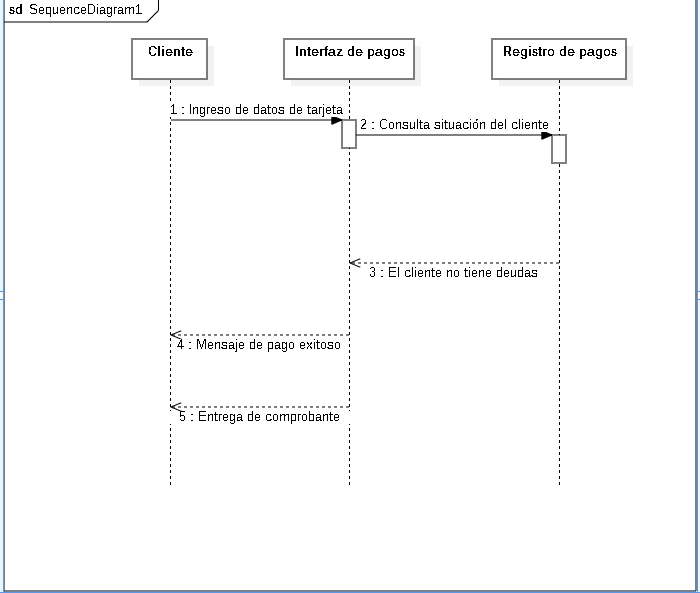 sd SequenceDiagram1
Cliente
Interfaz de pagos
Registro de pagos
1 : Ingreso de datos de tarjeta
2 : Consulta situación del cliente
3 : El cliente no tiene deudas
4 : Mensaje de pago exitoso
5 : Entrega de comprobante